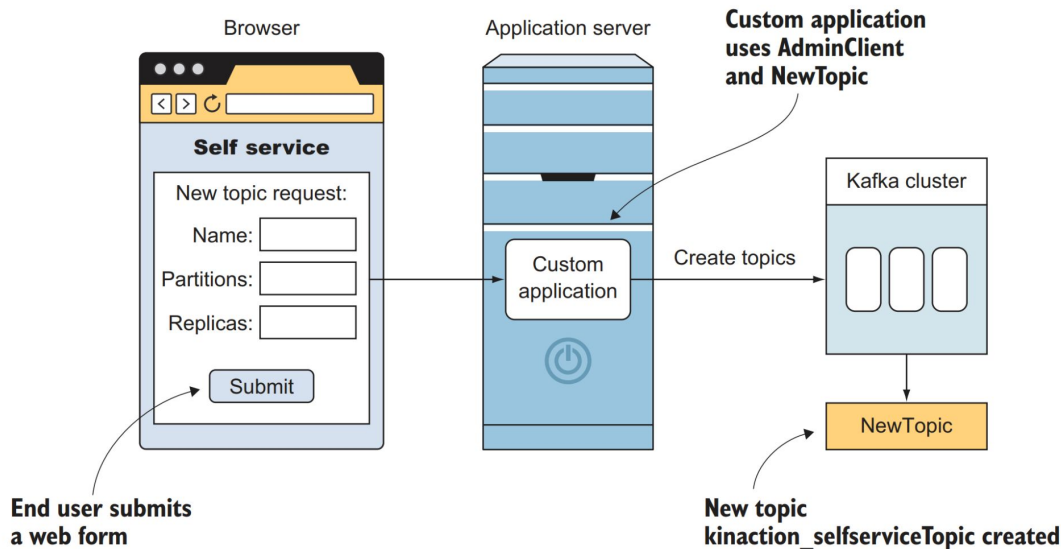 Browser
Application server
Custom application
uses AdminClient
and NewTopic
Self service
New topic request:
Name:
Partitions:
Replicas:
Submit
Custom
application
Create topics
Kafka cluster
NewTopic
End user submits
a web form
New topic
kinaction_selfserviceTopic created